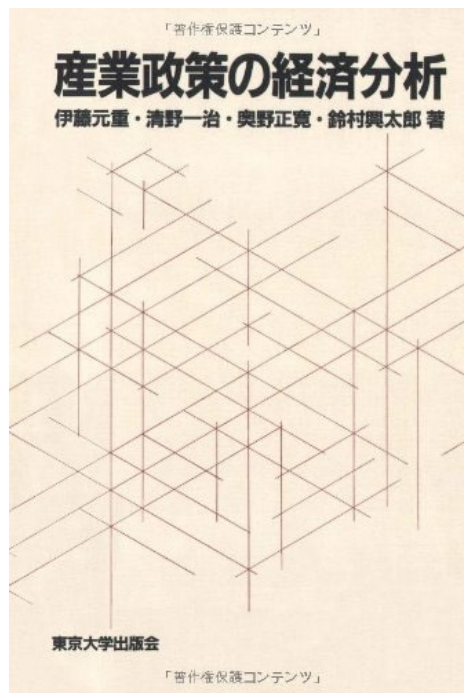 「著作権保護コンテンツ」
産業政策の経済分析
伊藤元重・清野一治・奥野正寛・鈴村興太郎 著
東京大学出版会
「著作権保護コンテンツ」